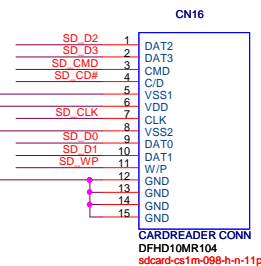 CN16
SD_D2 1 DAT2
SD_D3 2 DAT3
SD_CMD 3 CMD
SD_CD# 4 C/D
5 VSS1
6 VDD
SD_CLK 7 CLK
8 VSS2
SD_D0 9 DAT0
SD_D1 10 DAT1
SD_WP 11 W/P
12 GND
13 GND
14 GND
15 GND
CARDREADER CONN
DFHD10MR104
sdcard-cs1m-098-h-n-11p